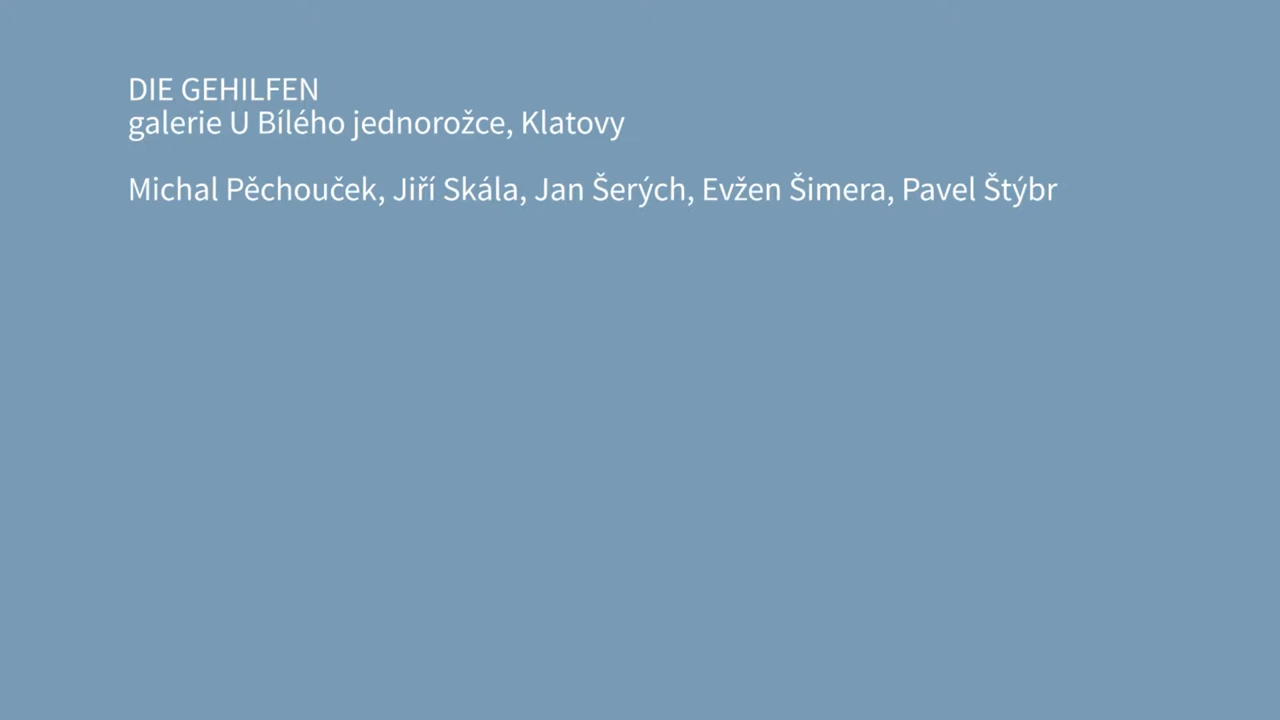 DIE GEHILFEN
galerie U Bílého jednorožce, Klatovy
Michal Pěchouček, Jiří Skála, Jan Šerých, Evžen Šimera, Pavel Štýbr